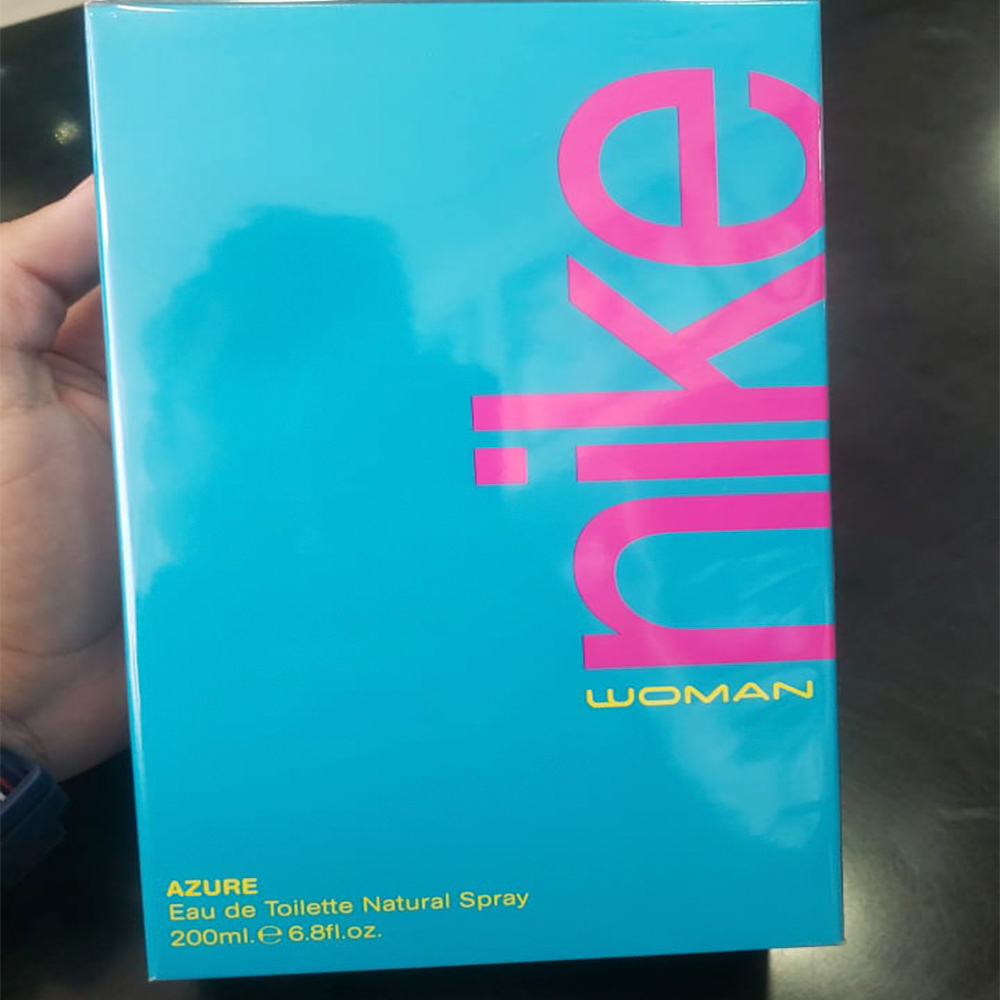 nike
WOMAN
AZURE
Eau de Toilette Natural Spray
200ml.℮ 6.8fl.oz.